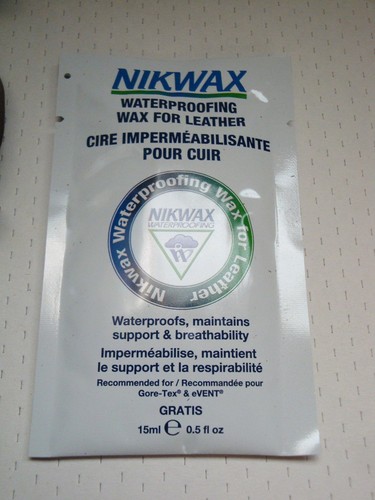 NIKWAX
WATERPROOFING
WAX FOR LEATHER
CIRE IMPERMÉABILISANTE
POUR CUIR
Nikwax Waterproofing Wax for Leather
NIKWAX
WATERPROOFING
W
Waterproofs, maintains
support & breathability
Imperméabilise, maintient
le support et la respirabilité
Recommended for / Recommandée pour
Gore-Tex® & eVENT®
GRATIS
15ml ℮ 0.5 fl oz